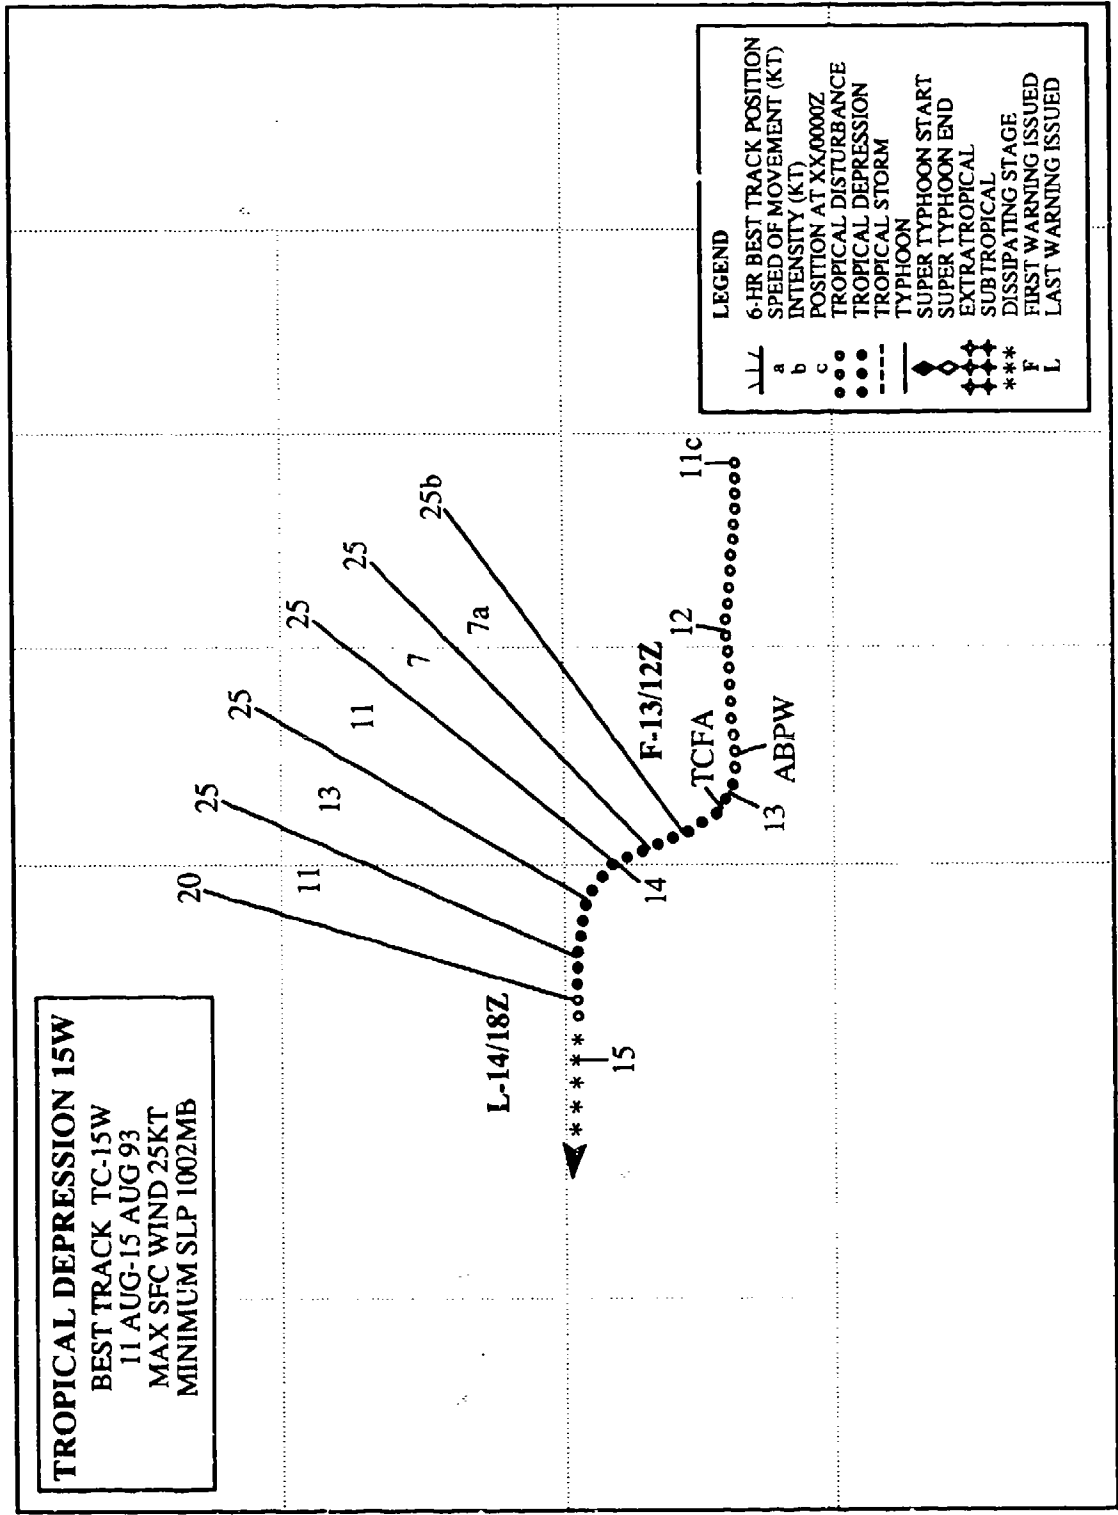 TROPICAL DEPRESSION 15W
BEST TRACK TC-15W
11 AUG-15 AUG 93
MAX SFC WIND 25KT
MINIMUM SLP 1002MB
20
25
25
25
25
25b
11
13
11
7
7a
L-14/18Z
15
14
F-13/12Z
TCFA
13
ABPW
12
11c
LEGEND
6-HR BEST TRACK POSITION
a SPEED OF MOVEMENT (KT)
b INTENSITY (KT)
c POSITION AT XX/0000Z
TROPICAL DISTURBANCE
TROPICAL DEPRESSION
TROPICAL STORM
TYPHOON
SUPER TYPHOON START
SUPER TYPHOON END
EXTRATROPICAL
SUBTROPICAL
*** DISSIPATING STAGE
F FIRST WARNING ISSUED
L LAST WARNING ISSUED